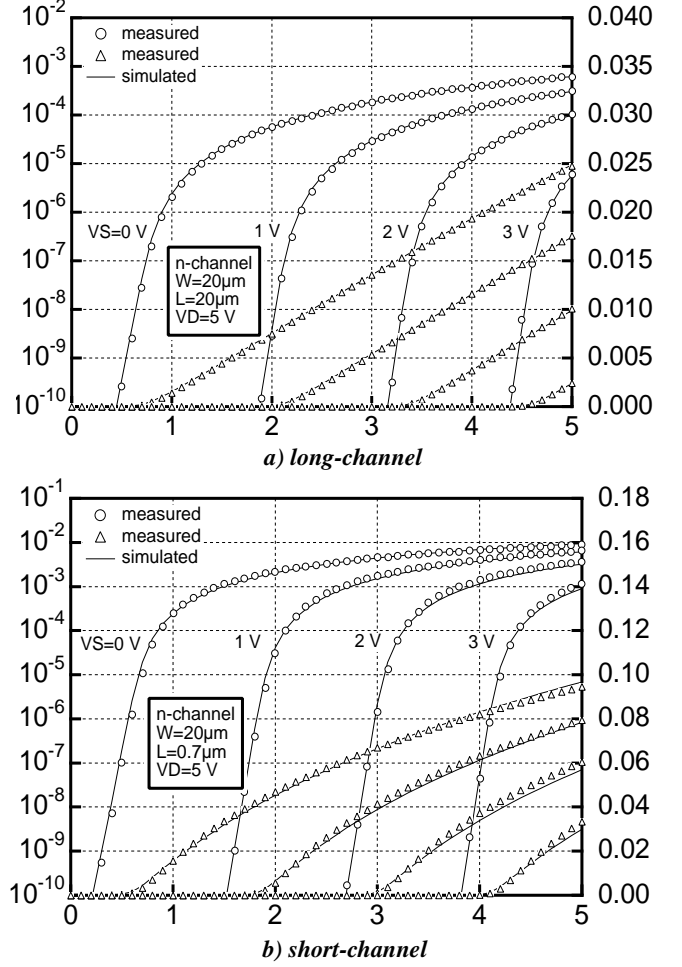 10-2
0.040
measured
measured
simulated
10-3
0.035
10-4
0.030
10-5
0.025
10-6
0.020
VS=0 V
1 V
2 V
3 V
n-channel
W=20µm
L=20µm
VD=5 V
10-7
0.015
10-8
0.010
10-9
0.005
10-10
0.000
0 1 2 3 4 5
a) long-channel
10-1
0.18
measured
measured
simulated
10-2
0.16
10-3
0.14
10-4
0.12
VS=0 V
1 V
2 V
3 V
10-5
0.10
n-channel
W=20µm
L=0.7µm
VD=5 V
10-6
0.08
10-7
0.06
10-8
0.04
10-9
0.02
10-10
0.00
0 1 2 3 4 5
b) short-channel